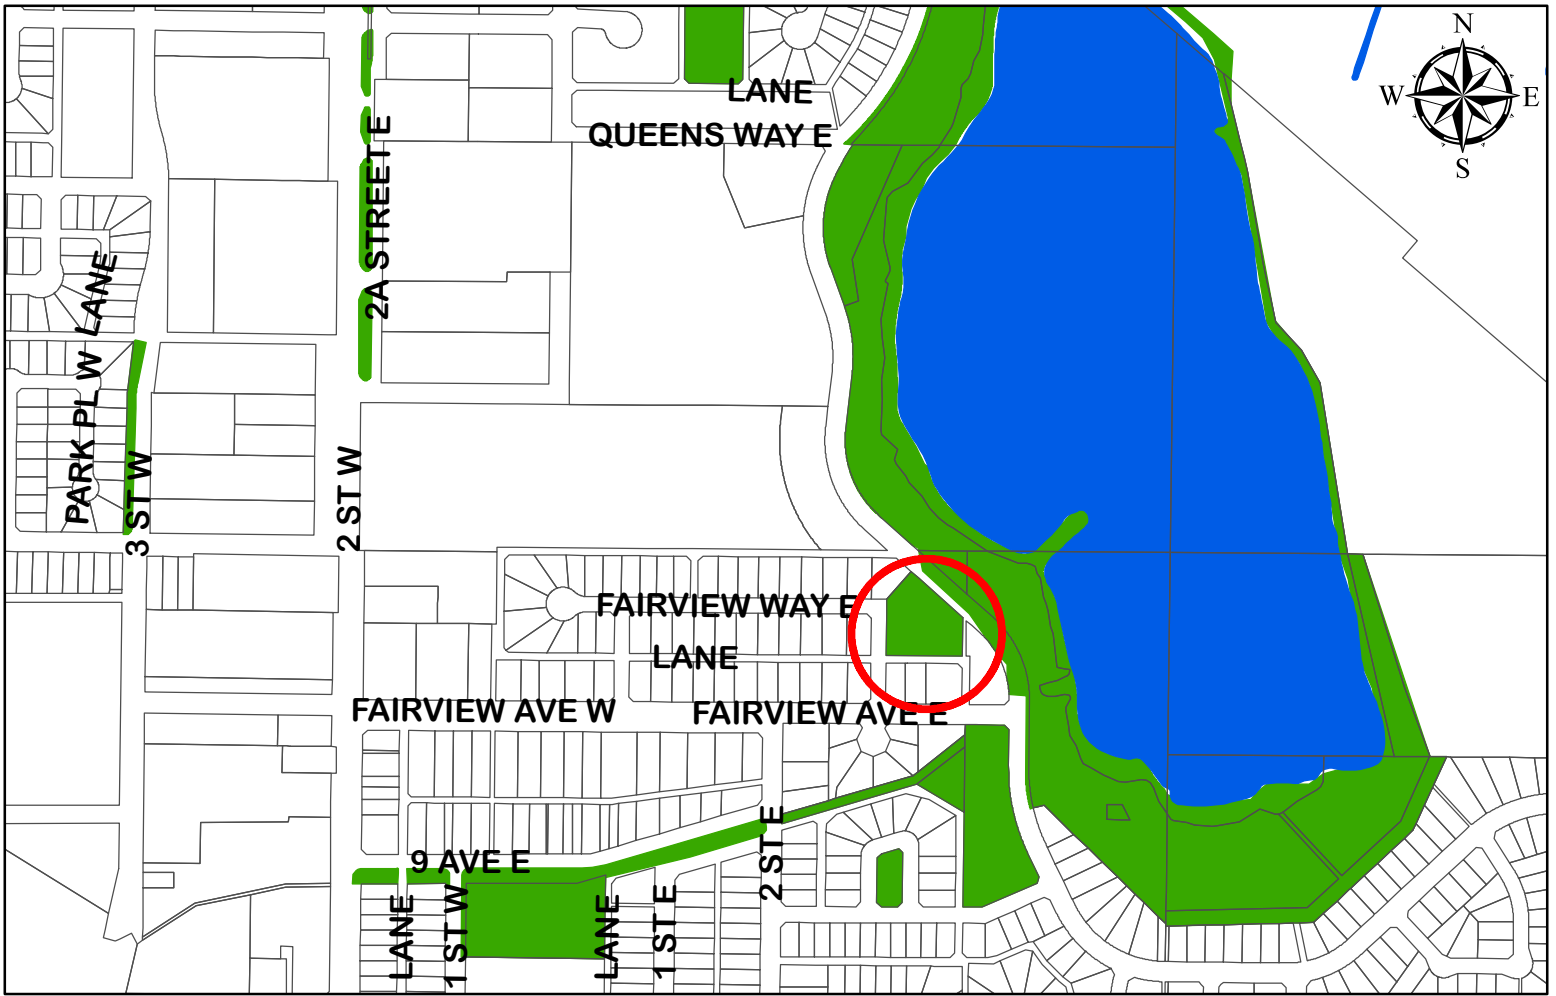 N
W
E
S
LANE
QUEENS WAY E
2A STREET E
PARK PL W
LANE
3 ST W
2 ST W
FAIRVIEW WAY E
LANE
FAIRVIEW AVE W
FAIRVIEW AVE E
9 AVE E
2 ST E
LANE
1 ST W
LANE
1 ST E